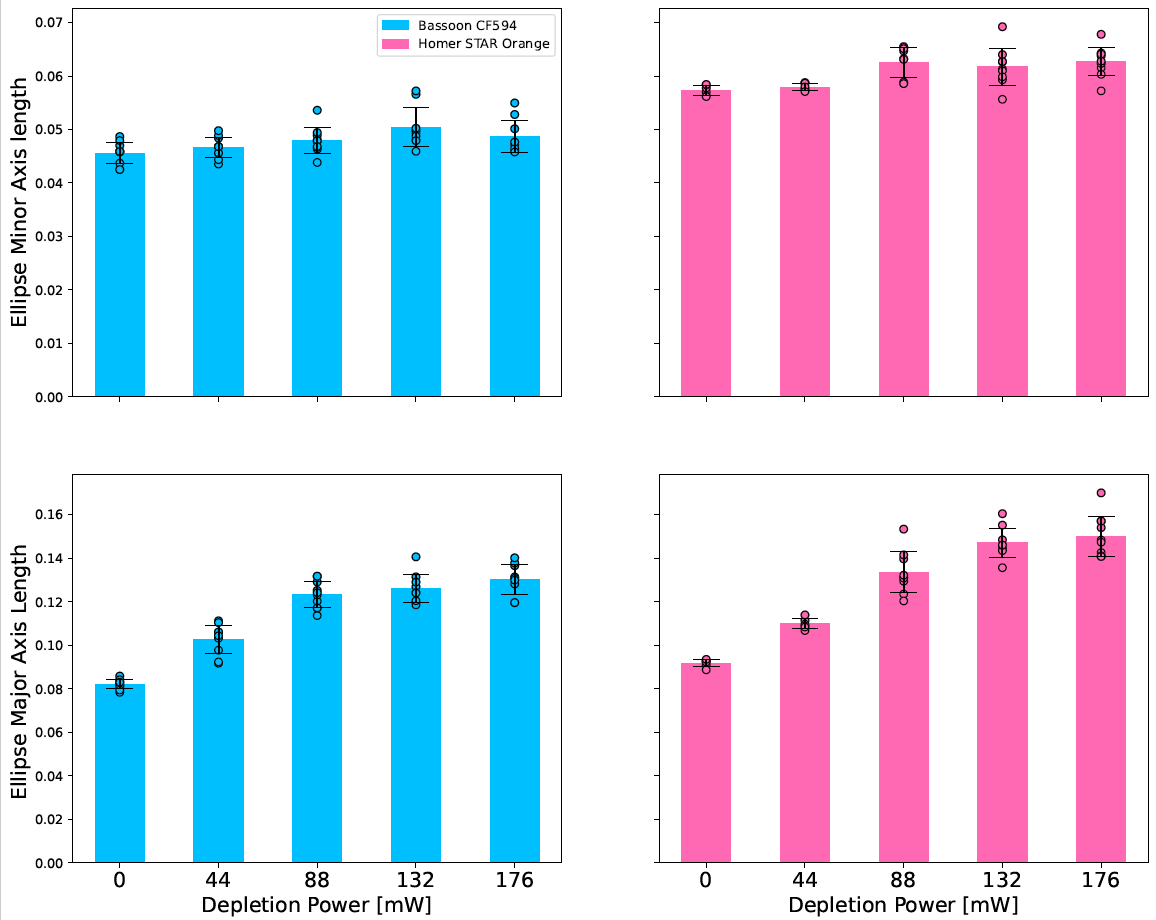 0.07
0.06
0.05
0.04
0.03
0.02
0.01
0.00
Ellipse Minor Axis length
Bassoon CF594
Homer STAR Orange
0.16
0.14
0.12
0.10
0.08
0.06
0.04
0.02
0.00
Ellipse Major Axis Length
0 44 88 132 176
Depletion Power [mW]
0 44 88 132 176
Depletion Power [mW]